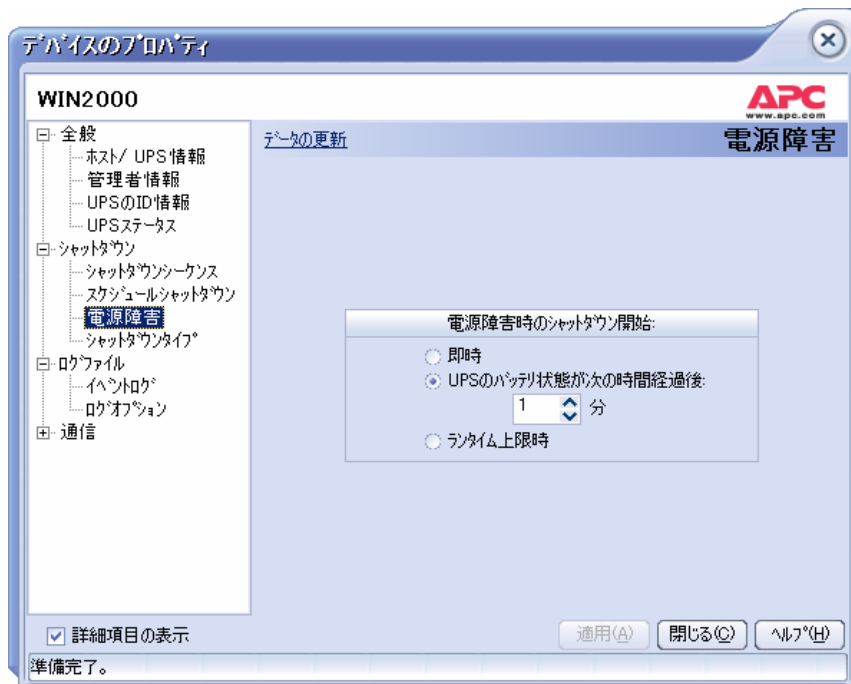 ﾃﾞﾊﾞｲｽのﾌﾟﾛﾊﾟﾃｨ
WIN2000
APC
www.apc.com
全般
ﾎｽﾄ/ UPS情報
管理者情報
UPSのID情報
UPSｽﾃｰﾀｽ
ｼｬｯﾄﾀﾞｳﾝ
ｼｬｯﾄﾀﾞｳﾝｼｰｹﾝｽ
ｽｹｼﾞｭｰﾙｼｬｯﾄﾀﾞｳﾝ
電源障害
ｼｬｯﾄﾀﾞｳﾝﾀｲﾌﾟ
ﾛｸﾞﾌｧｲﾙ
ｲﾍﾞﾝﾄﾛｸﾞ
ﾛｸﾞｵﾌﾟｼｮﾝ
通信
ﾃﾞｰﾀの更新
電源障害
電源障害時のｼｬｯﾄﾀﾞｳﾝ開始:
即時
UPSのﾊﾞｯﾃﾘ状態が次の時間経過後:
1 分
ﾗﾝﾀｲﾑ上限時
詳細項目の表示
適用(A) 閉じる(C) ﾍﾙﾌﾟ(H)
準備完了。